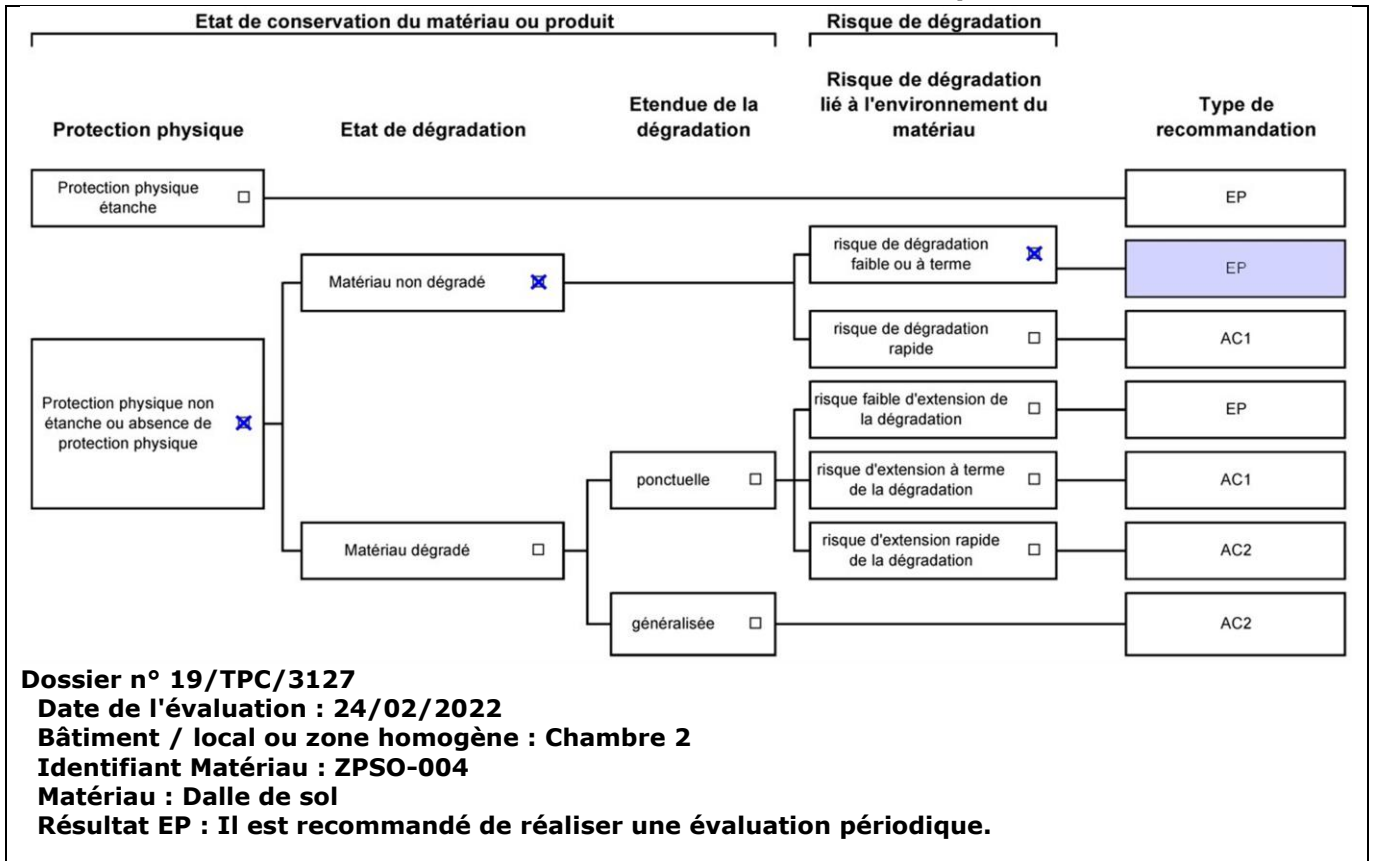 Etat de conservation du matériau ou produit
Risque de dégradation
Protection physique
Etat de dégradation
Etendue de la
dégradation
Risque de dégradation
lié à l'environnement du
matériau
Type de
recommandation
Protection physique
étanche
EP
risque de dégradation
faible ou à terme
EP
Matériau non dégradé
risque de dégradation
rapide
AC1
Protection physique non
étanche ou absence de
protection physique
risque faible d'extension de
la dégradation
EP
ponctuelle
risque d'extension à terme
de la dégradation
AC1
Matériau dégradé
risque d'extension rapide
de la dégradation
AC2
généralisée
AC2
Dossier n° 19/TPC/3127
Date de l'évaluation : 24/02/2022
Bâtiment / local ou zone homogène : Chambre 2
Identifiant Matériau : ZPSO-004
Matériau : Dalle de sol
Résultat EP : Il est recommandé de réaliser une évaluation périodique.